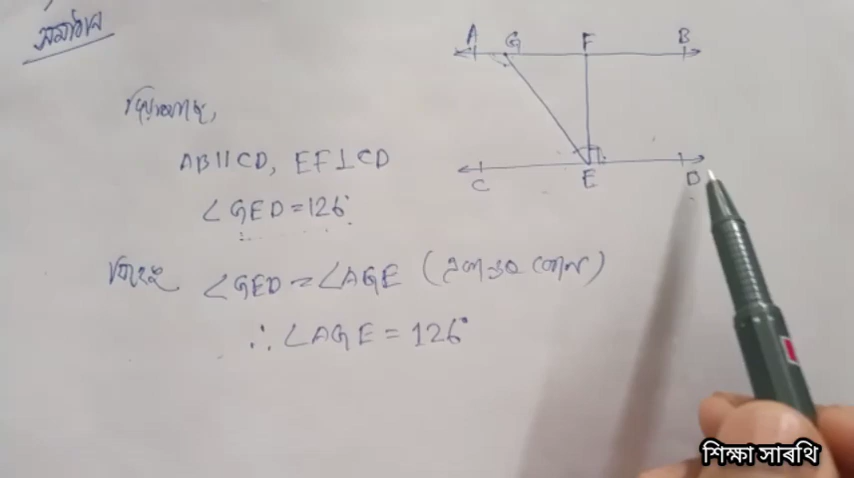 সমাধান
A G F B
দিয়া আছে,
AB || CD, EF⊥CD
C E D
∠GED = 126°
যিহেতু ∠GED = ∠AGE (একান্তৰ কোণ)
∴ ∠AGE = 126°
শিক্ষা সাৰথি